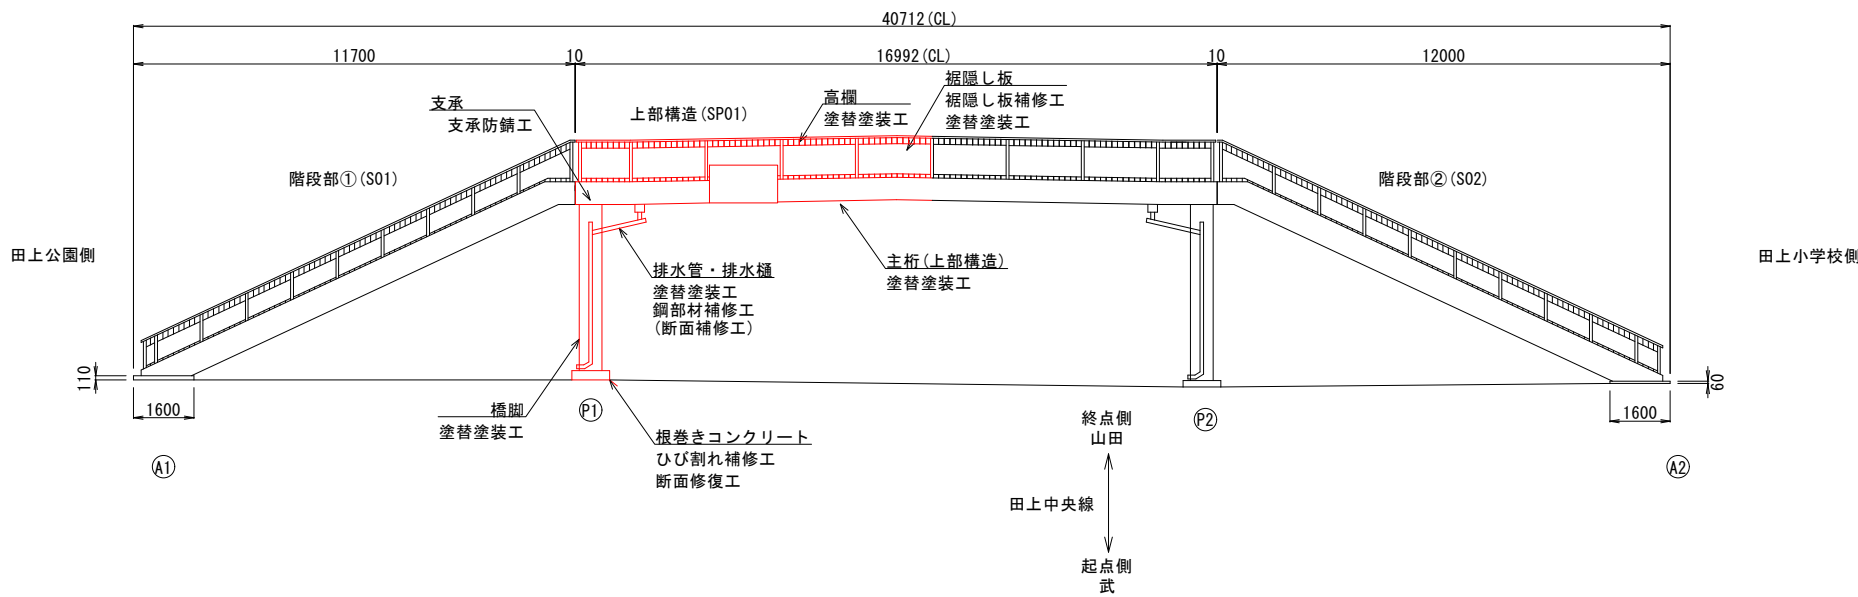 40712(CL)
11700
10
16992(CL)
10
12000
支承
支承防錆工
上部構造(SP01)
高欄
塗替塗装工
裾隠し板
裾隠し板補修工
塗替塗装工
階段部①(S01)
階段部②(S02)
田上公園側
田上小学校側
排水管・排水樋
塗替塗装工
鋼部材補修工
(断面補修工)
主桁(上部構造)
塗替塗装工
110
1600
60
1600
橋脚
塗替塗装工
P1
P2
根巻きコンクリート
ひび割れ補修工
断面修復工
A1
A2
終点側
山田
田上中央線
起点側
武